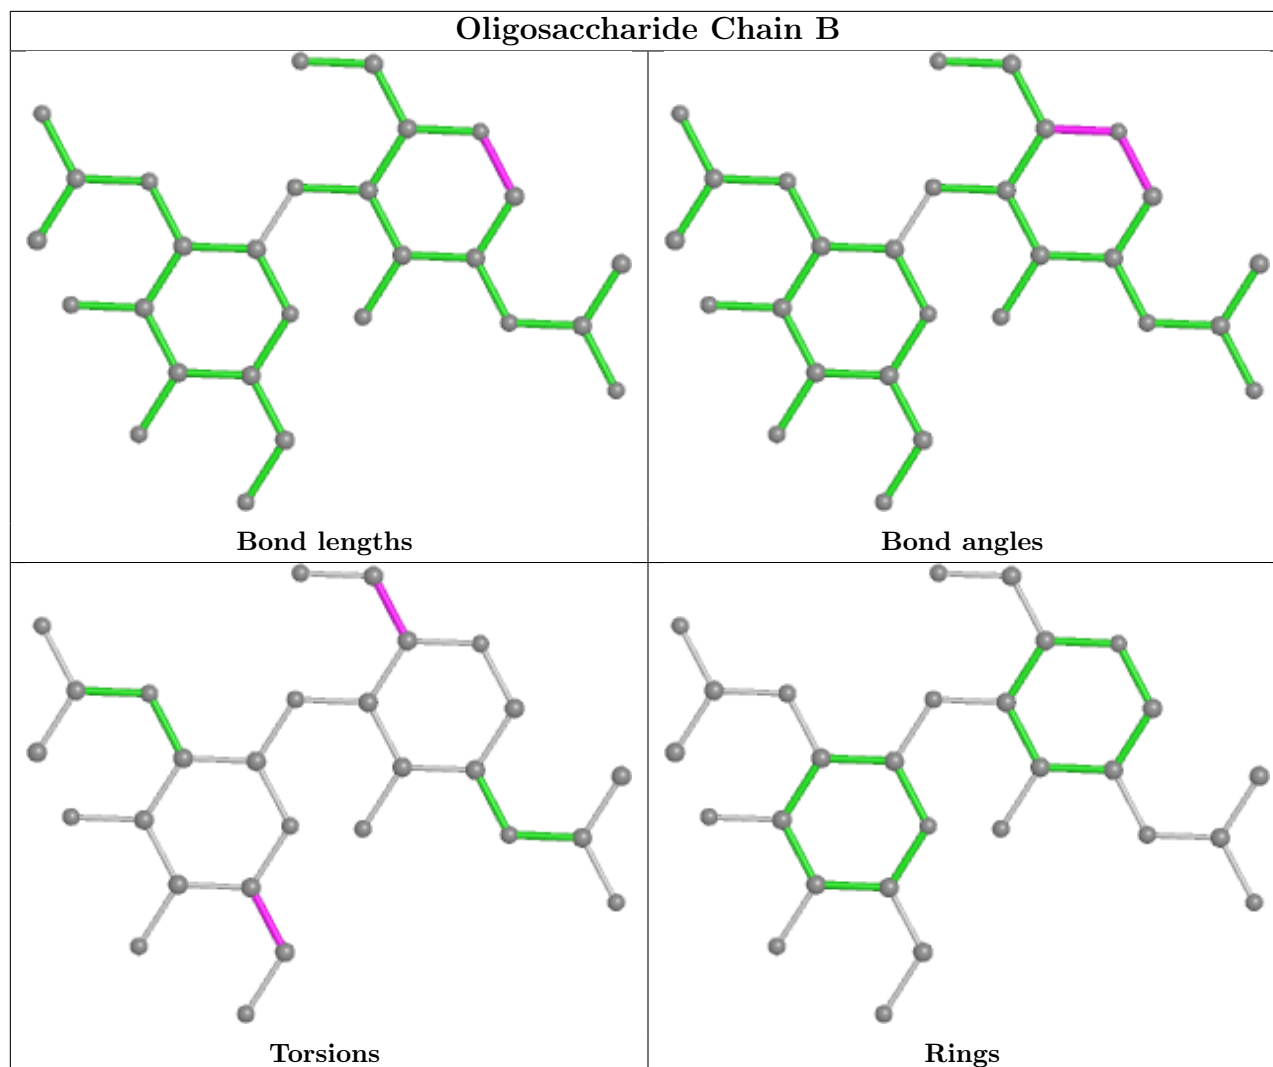 Oligosaccharide Chain B
Bond lengths
Bond angles
Torsions
Rings